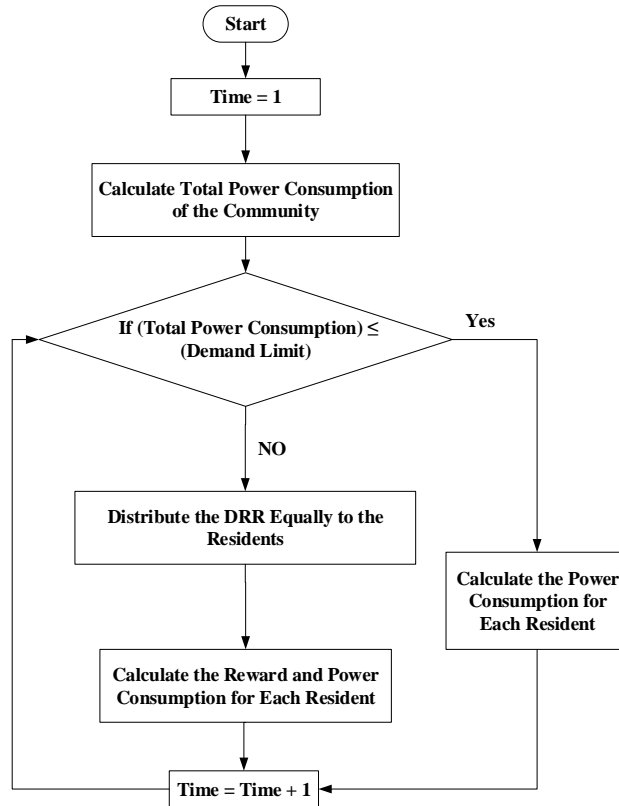 Start
Time = 1
Calculate Total Power Consumption
of the Community
If (Total Power Consumption) ≤
(Demand Limit)
Yes
NO
Distribute the DRR Equally to the
Residents
Calculate the Power
Consumption for
Each Resident
Calculate the Reward and Power
Consumption for Each Resident
Time = Time + 1